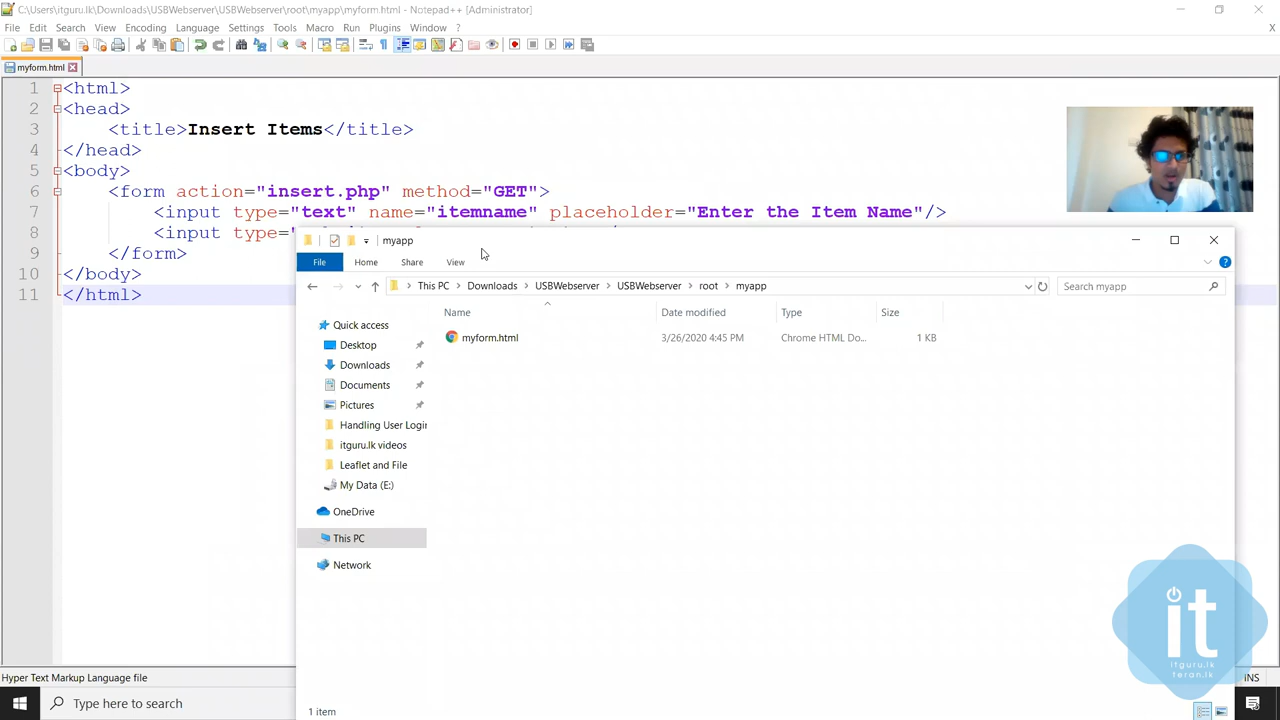 C:\Users\itguru.lk\Downloads\USBWebserver\USBWebserver\root\myapp\myform.html - Notepad++ [Administrator]
File Edit Search View Encoding Language Settings Tools Macro Run Plugins Window ?
X
myform.html
1 <html>
2 <head>
3 <title>Insert Items</title>
4 </head>
5 <body>
6 <form action="insert.php" method="GET">
7 <input type="text" name="itemname" placeholder="Enter the Item Name"/>
8 <input type=
9 </form>
10 </body>
11 </html>
myapp
File Home Share View
This PC > Downloads > USBWebserver > USBWebserver > root > myapp
Search myapp
Name Date modified Type Size
myform.html 3/26/2020 4:45 PM Chrome HTML Do... 1 KB
Quick access
Desktop
Downloads
Documents
Pictures
Handling User Logir
itguru.lk videos
Leaflet and File
My Data (E:)
OneDrive
This PC
Network
1 item
it
itguru.lk
teran.lk
Hyper Text Markup Language file
INS
Type here to search